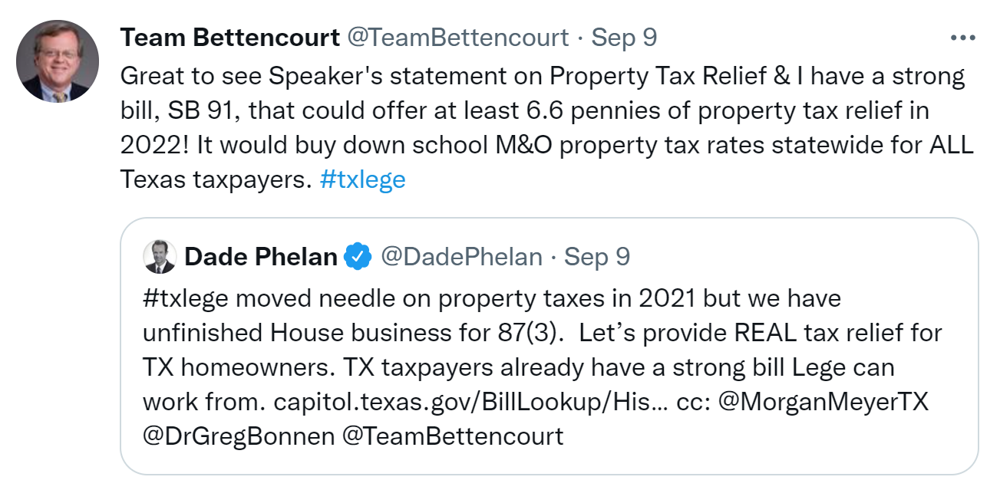 Team Bettencourt @TeamBettencourt · Sep 9
Great to see Speaker's statement on Property Tax Relief & I have a strong
bill, SB 91, that could offer at least 6.6 pennies of property tax relief in
2022! It would buy down school M&O property tax rates statewide for ALL
Texas taxpayers. #txlege
Dade Phelan @DadePhelan · Sep 9
#txlege moved needle on property taxes in 2021 but we have
unfinished House business for 87(3).  Let’s provide REAL tax relief for
TX homeowners. TX taxpayers already have a strong bill Lege can
work from. capitol.texas.gov/BillLookup/His… cc: @MorganMeyerTX
@DrGregBonnen @TeamBettencourt